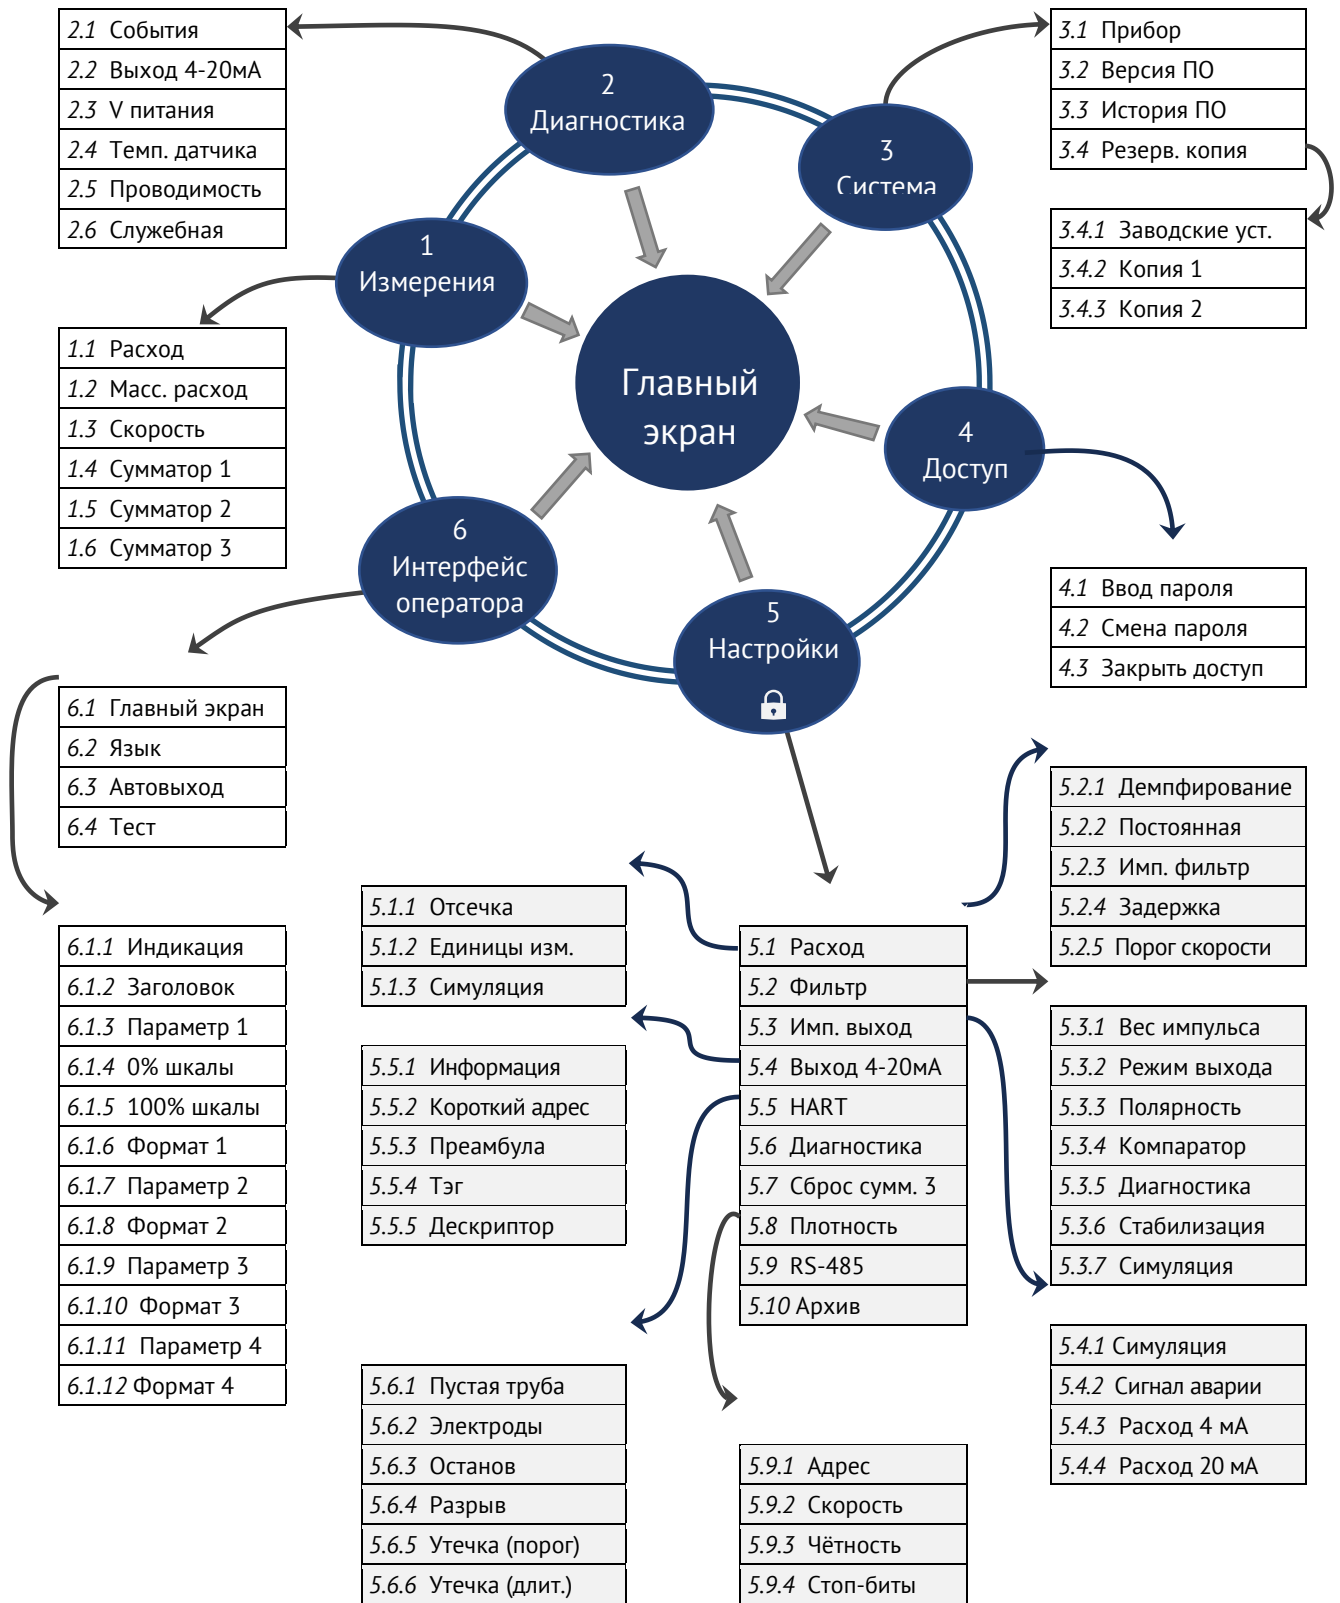 2.1 События
2.2 Выход 4-20мА
2.3 V питания
2.4 Темп. датчика
2.5 Проводимость
2.6 Служебная
2
Диагностика
3
Система
3.1 Прибор
3.2 Версия ПО
3.3 История ПО
3.4 Резерв. копия
3.4.1 Заводские уст.
3.4.2 Копия 1
3.4.3 Копия 2
1
Измерения
1.1 Расход
1.2 Масс. расход
1.3 Скорость
1.4 Сумматор 1
1.5 Сумматор 2
1.6 Сумматор 3
Главный
экран
4
Доступ
4.1 Ввод пароля
4.2 Смена пароля
4.3 Закрыть доступ
6
Интерфейс
оператора
5
Настройки
6.1 Главный экран
6.2 Язык
6.3 Автовыход
6.4 Тест
6.1.1 Индикация
6.1.2 Заголовок
6.1.3 Параметр 1
6.1.4 0% шкалы
6.1.5 100% шкалы
6.1.6 Формат 1
6.1.7 Параметр 2
6.1.8 Формат 2
6.1.9 Параметр 3
6.1.10 Формат 3
6.1.11 Параметр 4
6.1.12 Формат 4
5.1.1 Отсечка
5.1.2 Единицы изм.
5.1.3 Симуляция
5.5.1 Информация
5.5.2 Короткий адрес
5.5.3 Преамбула
5.5.4 Тэг
5.5.5 Дескриптор
5.6.1 Пустая труба
5.6.2 Электроды
5.6.3 Останов
5.6.4 Разрыв
5.6.5 Утечка (порог)
5.6.6 Утечка (длит.)
5.1 Расход
5.2 Фильтр
5.3 Имп. выход
5.4 Выход 4-20мА
5.5 HART
5.6 Диагностика
5.7 Сброс сумм. 3
5.8 Плотность
5.9 RS-485
5.10 Архив
5.9.1 Адрес
5.9.2 Скорость
5.9.3 Чётность
5.9.4 Стоп-биты
5.2.1 Демпфирование
5.2.2 Постоянная
5.2.3 Имп. фильтр
5.2.4 Задержка
5.2.5 Порог скорости
5.3.1 Вес импульса
5.3.2 Режим выхода
5.3.3 Полярность
5.3.4 Компаратор
5.3.5 Диагностика
5.3.6 Стабилизация
5.3.7 Симуляция
5.4.1 Симуляция
5.4.2 Сигнал аварии
5.4.3 Расход 4 мА
5.4.4 Расход 20 мА